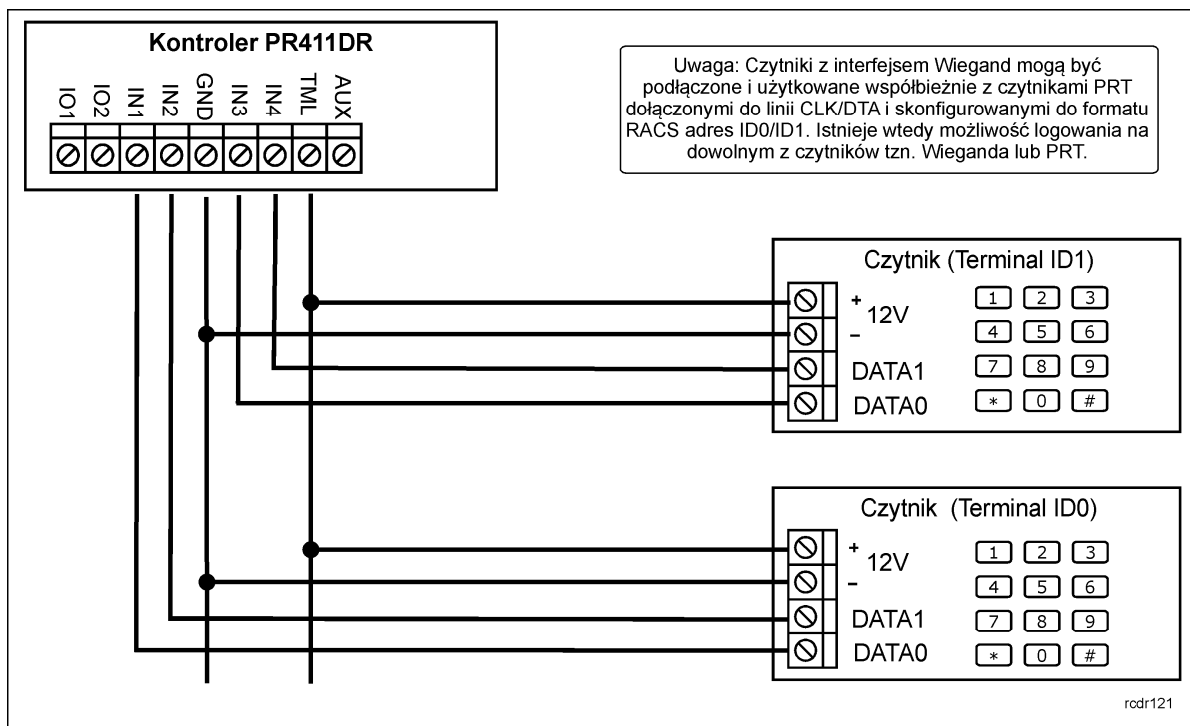 Kontroler PR411DR
IO1 IO2 IN1 IN2 GND IN3 IN4 TML AUX
Uwaga: Czytniki z interfejsem Wiegand mogą być
podłączone i użytkowane współbieżnie z czytnikami PRT
dołączonymi do linii CLK/DTA i skonfigurowanymi do formatu
RACS adres ID0/ID1. Istnieje wtedy możliwość logowania na
dowolnym z czytników tzn. Wieganda lub PRT.
Czytnik (Terminal ID1)
+ 12V 1 2 3
– 4 5 6
DATA1 7 8 9
DATA0 * 0 #
Czytnik (Terminal ID0)
+ 12V 1 2 3
– 4 5 6
DATA1 7 8 9
DATA0 * 0 #
rcdr121